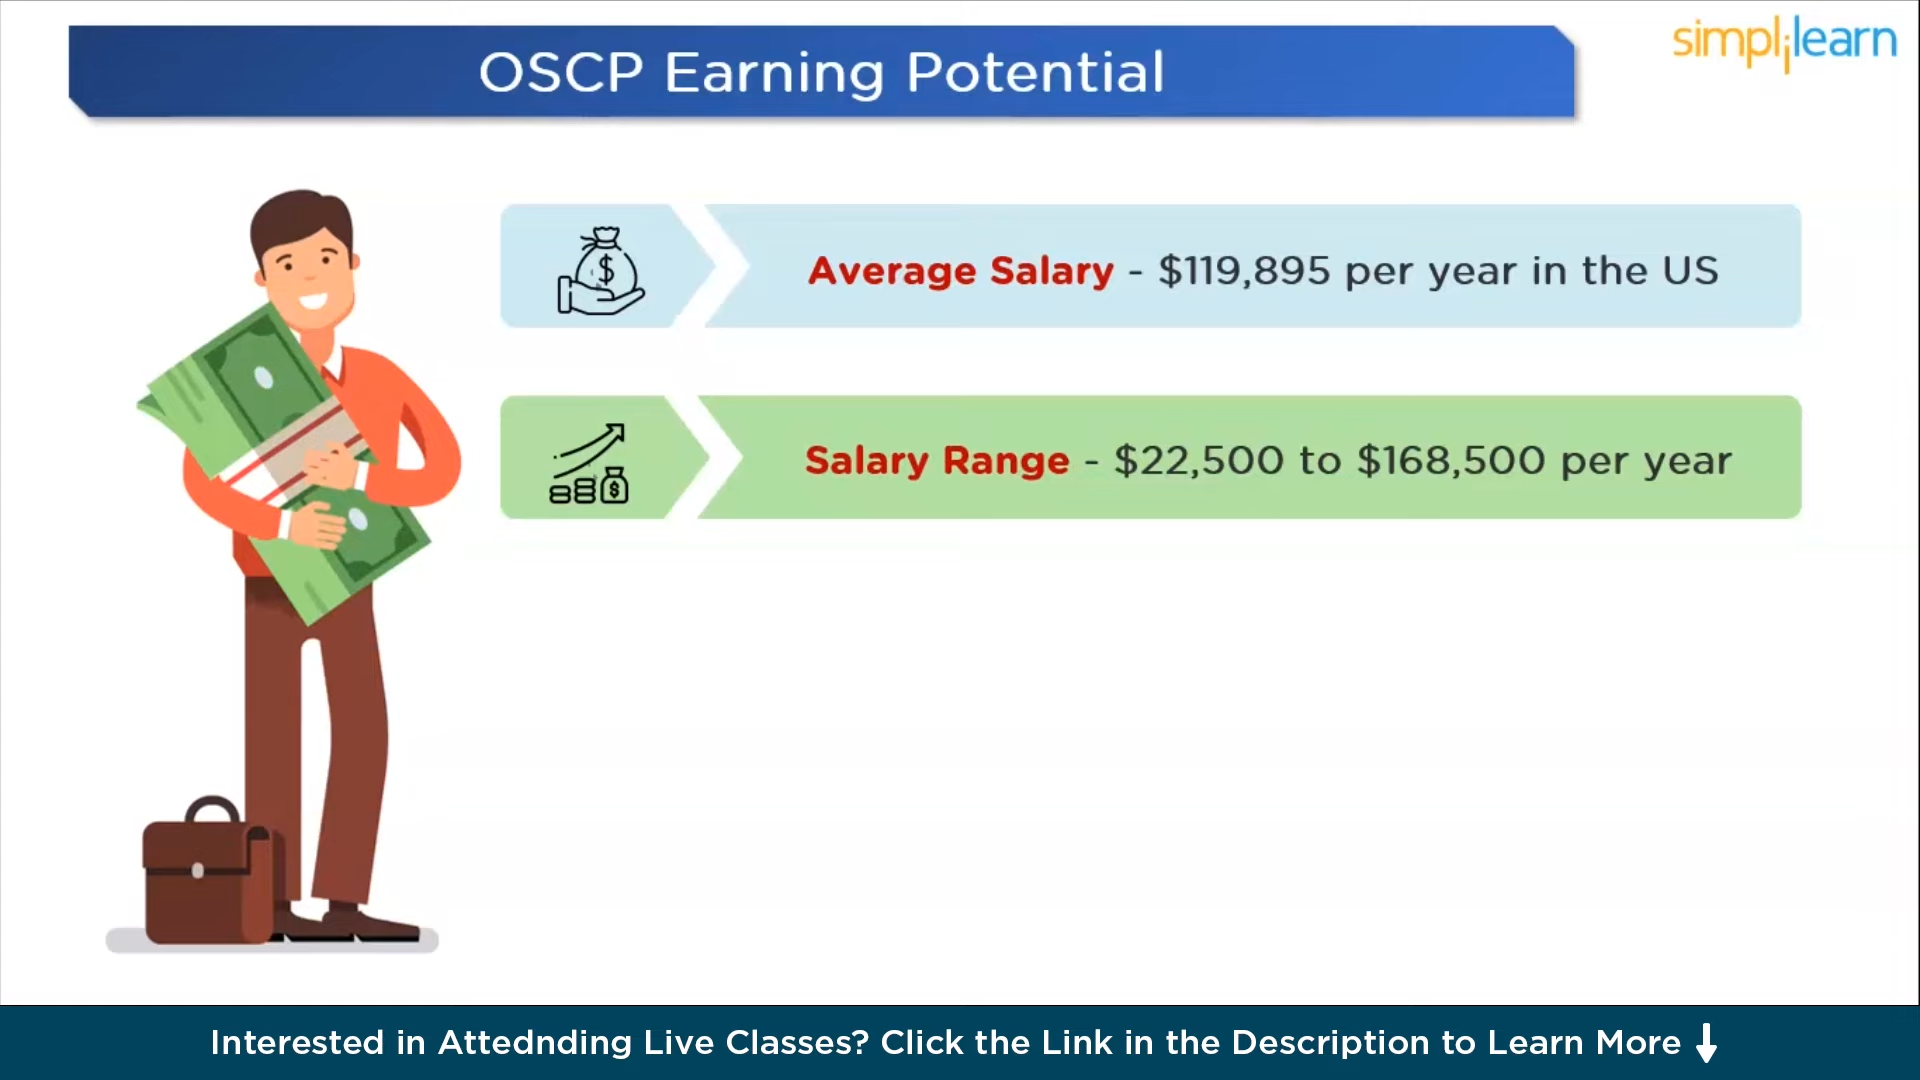 OSCP Earning Potential
simplilearn
Average Salary - $119,895 per year in the US
$
Salary Range - $22,500 to $168,500 per year
$
Interested in Attednding Live Classes? Click the Link in the Description to Learn More